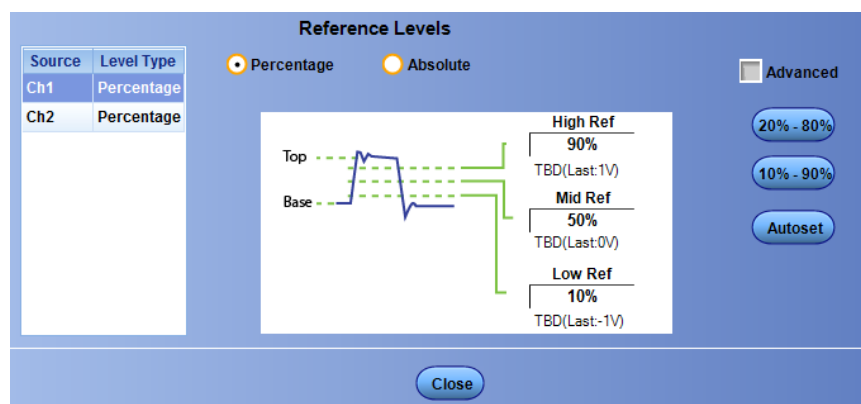 Reference Levels
Source Level Type
Ch1 Percentage
Ch2 Percentage
Percentage Absolute
Top
Base
High Ref
90%
TBD(Last:1V)
Mid Ref
50%
TBD(Last:0V)
Low Ref
10%
TBD(Last:-1V)
Advanced
20% - 80%
10% - 90%
Autoset
Close